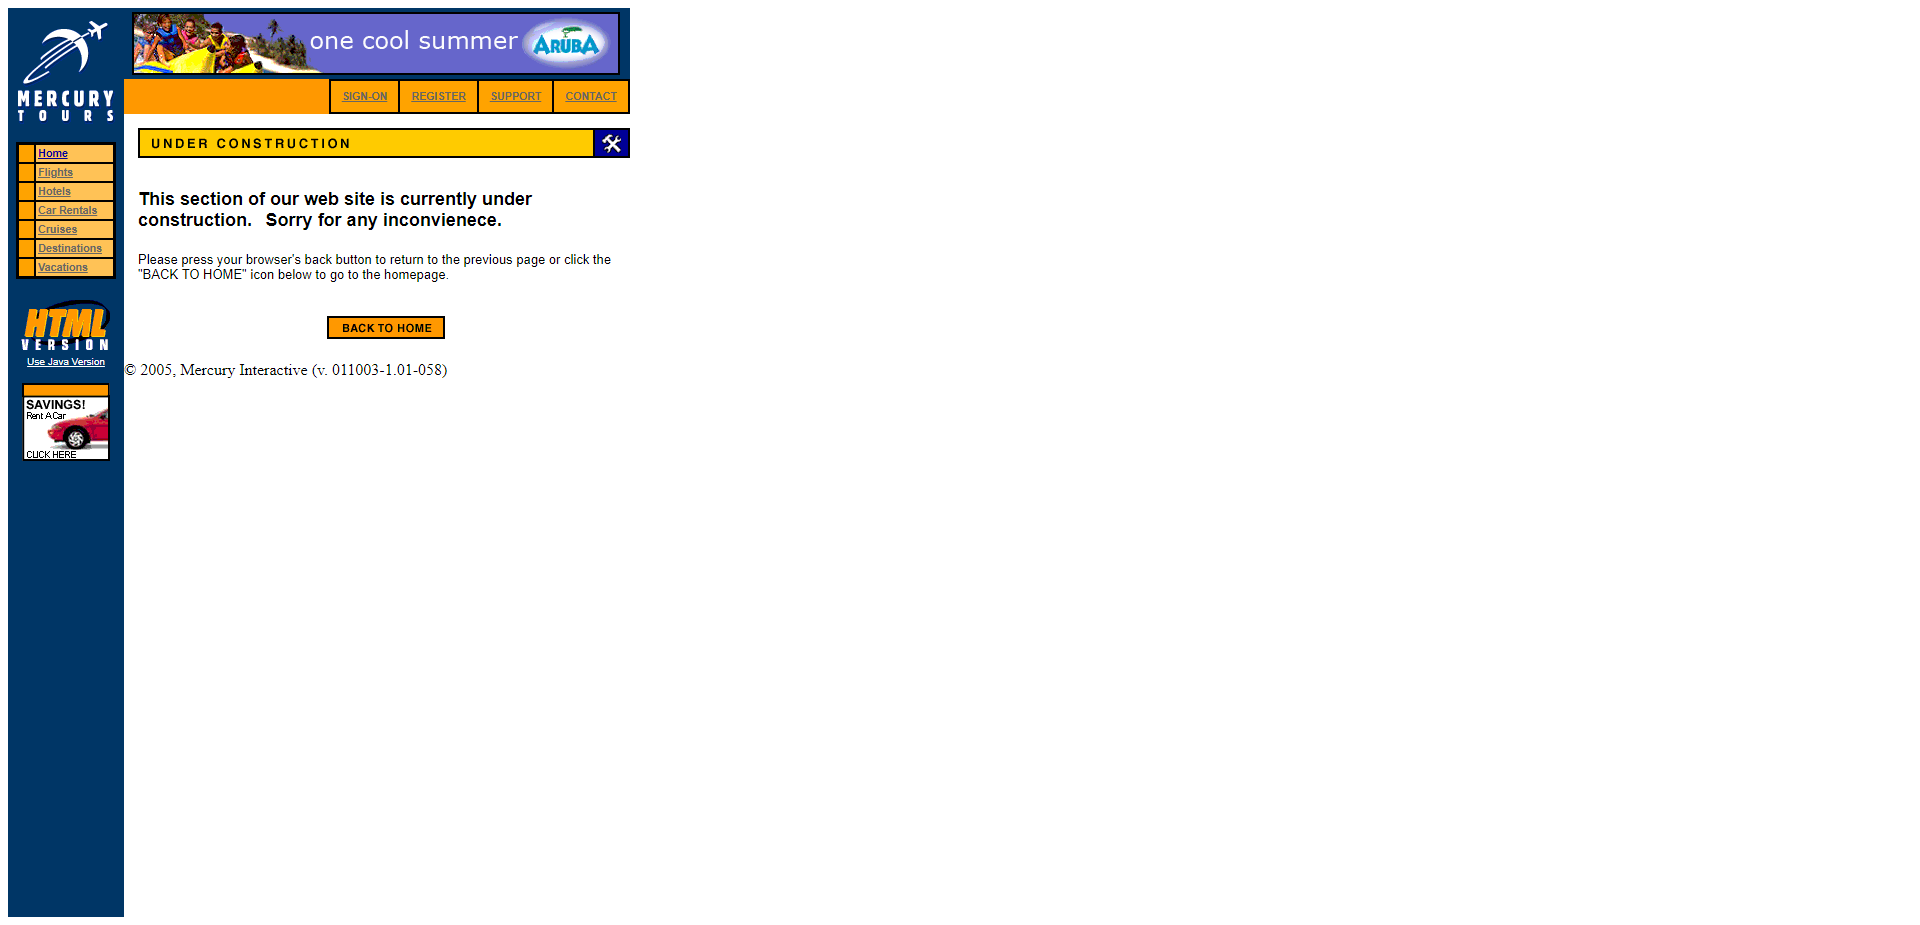 MERCURY
TOURS
one cool summer
ARUBA
SIGN-ON
REGISTER
SUPPORT
CONTACT
Home
Flights
Hotels
Car Rentals
Cruises
Destinations
Vacations
HTML
VERSION
Use Java Version
SAVINGS!
Rent A Car
CLICK HERE
UNDER CONSTRUCTION
This section of our web site is currently under
construction. Sorry for any inconvienece.
Please press your browser's back button to return to the previous page or click the
"BACK TO HOME" icon below to go to the homepage.
BACK TO HOME
© 2005, Mercury Interactive (v. 011003-1.01-058)